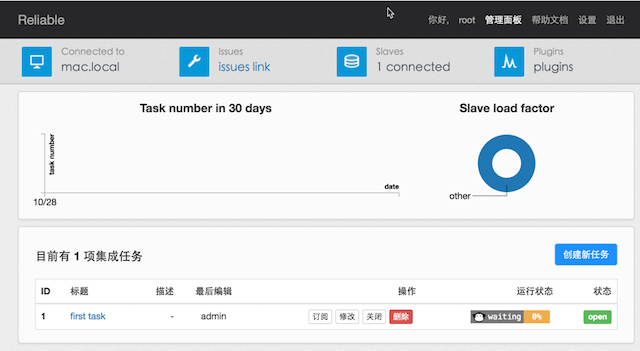 Reliable 你好, root 管理面板 帮助文档 设置 退出
Connected to
mac.local
Issues
issues link
Slaves
1 connected
Plugins
plugins
Task number in 30 days
task number
date
10/28
Slave load factor
other
目前有 1 项集成任务
创建新任务
ID 标题 描述 最后编辑 操作 运行状态 状态
1 first task - admin 订阅 修改 关闭 删除 waiting 0% open